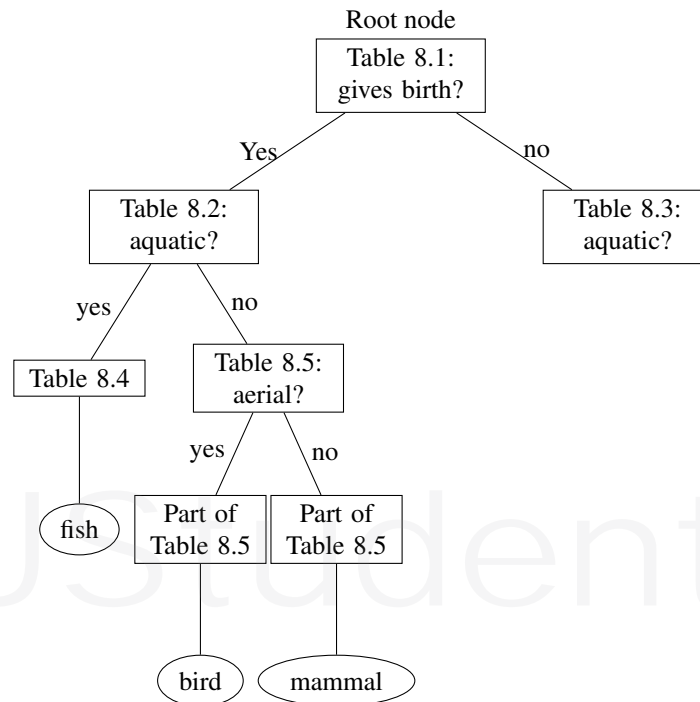 Root node
Table 8.1:
gives birth?
Yes
no
Table 8.2:
aquatic?
Table 8.3:
aquatic?
yes
no
Table 8.4
Table 8.5:
aerial?
yes
no
fish
Part of
Table 8.5
Part of
Table 8.5
UStudent
bird
mammal